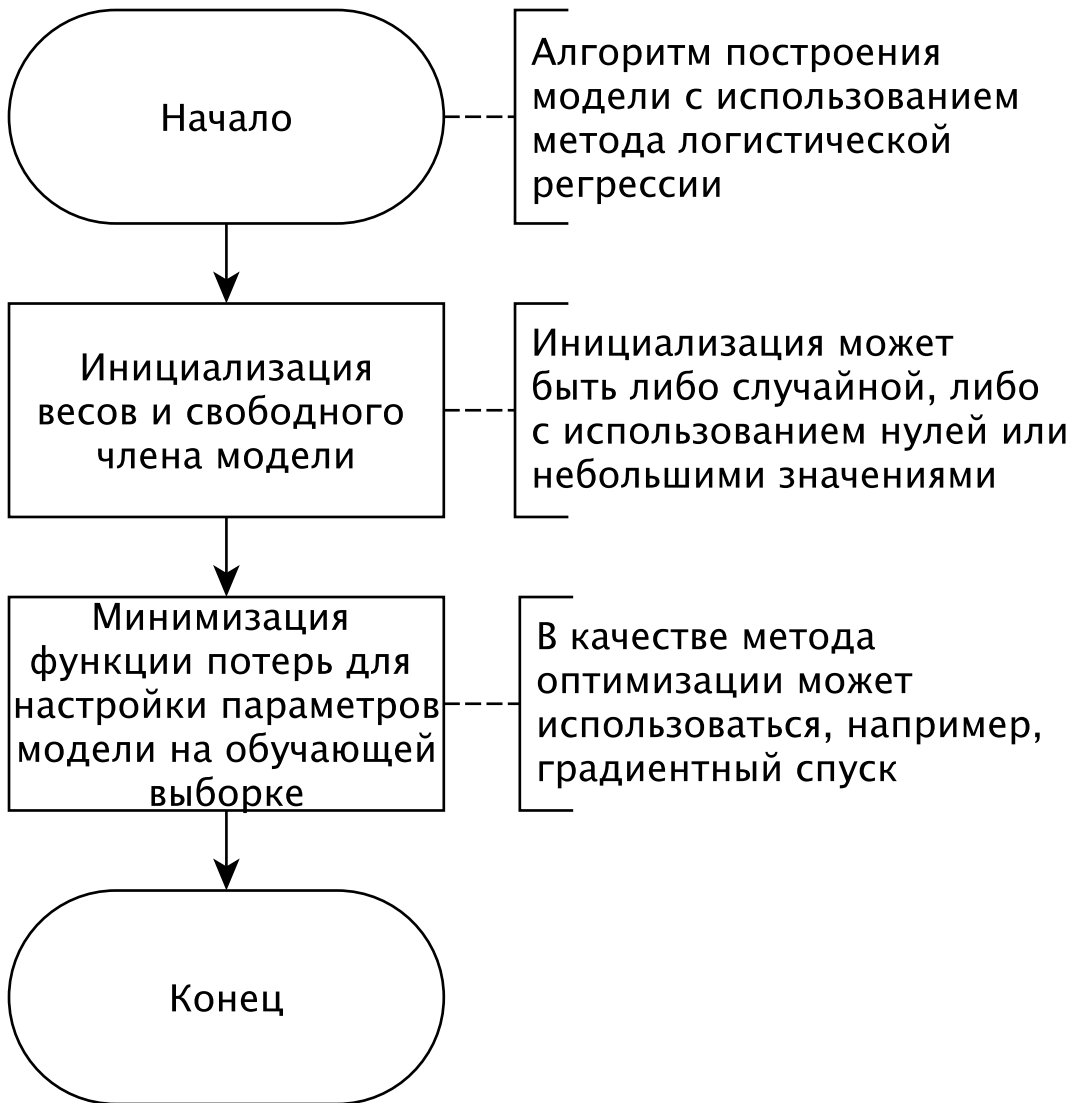 Начало
Алгоритм построения
модели с использованием
метода логистической
регрессии
Инициализация
весов и свободного
члена модели
Инициализация может
быть либо случайной, либо
с использованием нулей или
небольшими значениями
Минимизация
функции потерь для
настройки параметров
модели на обучающей
выборке
В качестве метода
оптимизации может
использоваться, например,
градиентный спуск
Конец